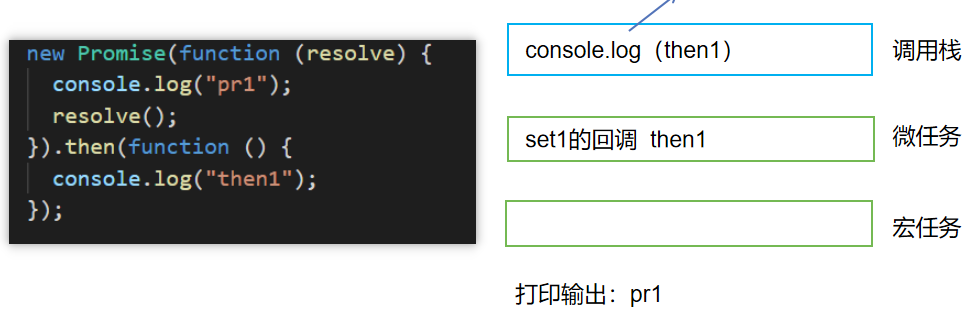 new Promise(function (resolve) {
  console.log("pr1");
  resolve();
}).then(function () {
  console.log("then1");
});
console.log（then1）
调用栈
set1的回调 then1
微任务
宏任务
打印输出：pr1